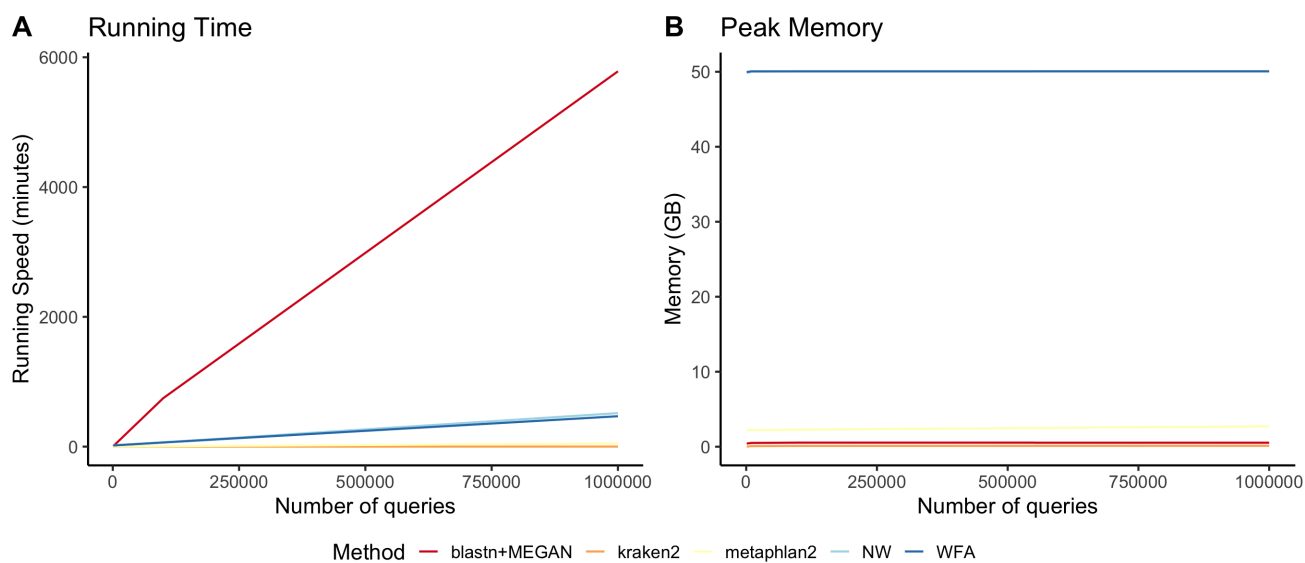 A Running Time
Running Speed (minutes)
6000
4000
2000
0
0 250000 500000 750000 1000000
Number of queries
B Peak Memory
Memory (GB)
50
40
30
20
10
0
0 250000 500000 750000 1000000
Number of queries
Method blastn+MEGAN kraken2 metaphlan2 NW WFA